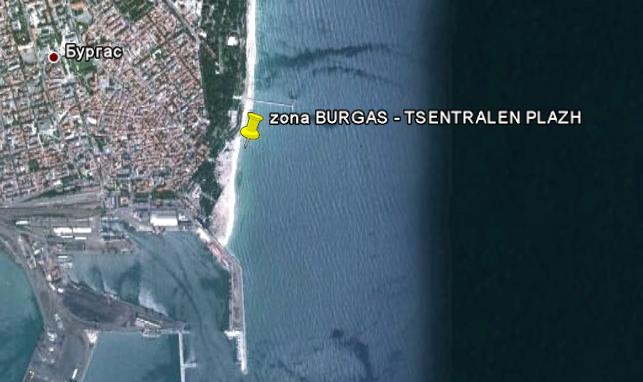 Бургас
zona BURGAS - TSENTRALEN PLAZH